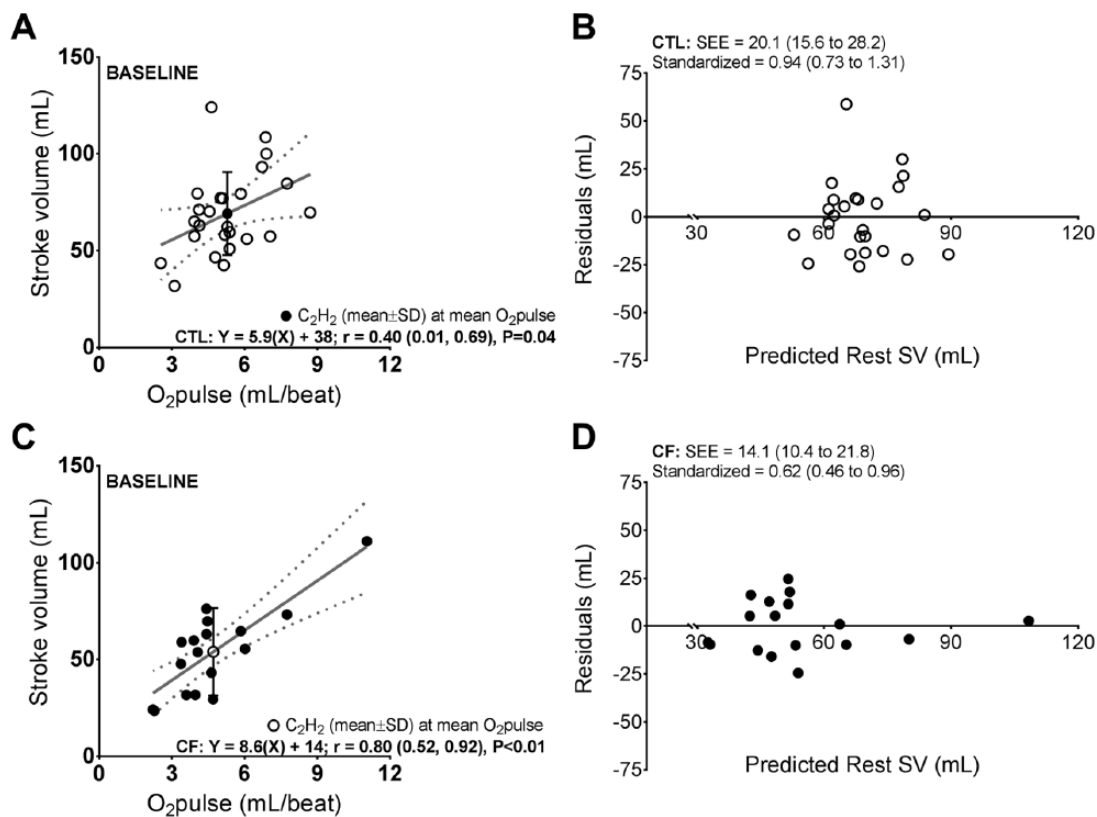 A
150
BASELINE
100
50
0
Stroke volume (mL)
C₂H₂ (mean±SD) at mean O₂pulse
CTL: Y = 5.9(X) + 38; r = 0.40 (0.01, 0.69), P=0.04
0 3 6 9 12
O₂pulse (mL/beat)
B
CTL: SEE = 20.1 (15.6 to 28.2)
Standardized = 0.94 (0.73 to 1.31)
75
50
25
0
-25
-50
-75
Residuals (mL)
30 60 90 120
Predicted Rest SV (mL)
C
150
BASELINE
100
50
0
Stroke volume (mL)
C₂H₂ (mean±SD) at mean O₂pulse
CF: Y = 8.6(X) + 14; r = 0.80 (0.52, 0.92), P<0.01
0 3 6 9 12
O₂pulse (mL/beat)
D
CF: SEE = 14.1 (10.4 to 21.8)
Standardized = 0.62 (0.46 to 0.96)
75
50
25
0
-25
-50
-75
Residuals (mL)
30 60 90 120
Predicted Rest SV (mL)